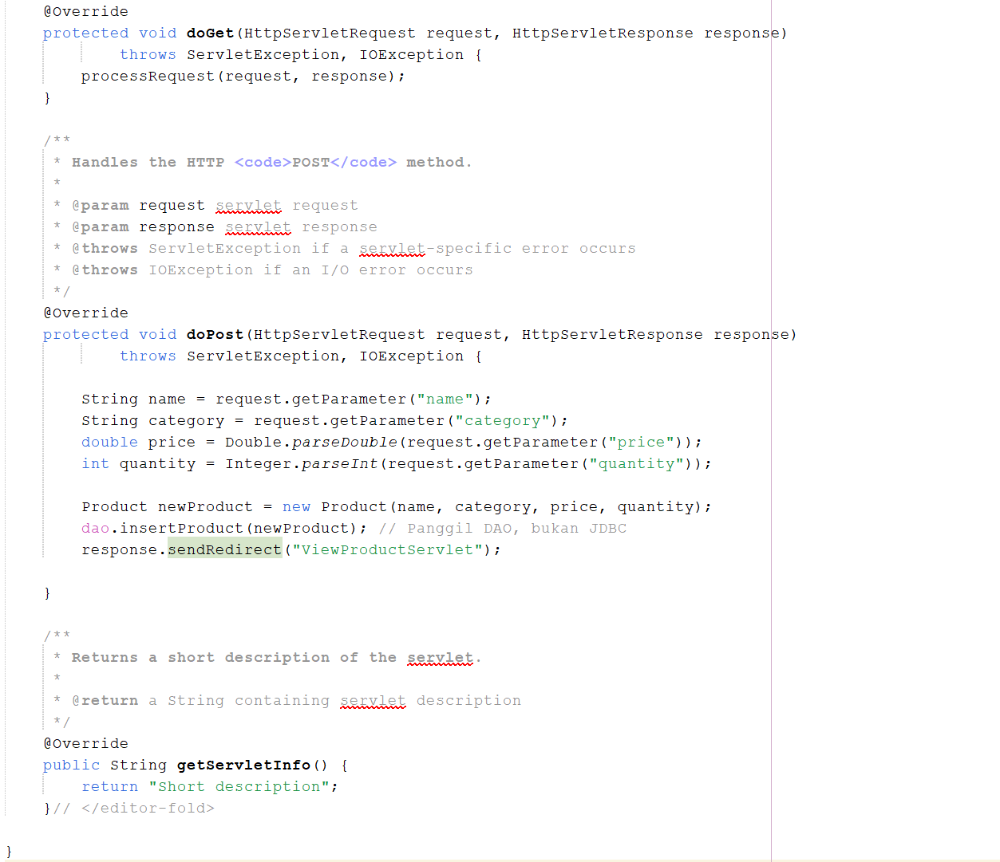 @Override
protected void doGet(HttpServletRequest request, HttpServletResponse response)
        throws ServletException, IOException {
    processRequest(request, response);
}

/**
 * Handles the HTTP <code>POST</code> method.
 *
 * @param request servlet request
 * @param response servlet response
 * @throws ServletException if a servlet-specific error occurs
 * @throws IOException if an I/O error occurs
 */
@Override
protected void doPost(HttpServletRequest request, HttpServletResponse response)
        throws ServletException, IOException {

    String name = request.getParameter("name");
    String category = request.getParameter("category");
    double price = Double.parseDouble(request.getParameter("price"));
    int quantity = Integer.parseInt(request.getParameter("quantity"));

    Product newProduct = new Product(name, category, price, quantity);
    dao.insertProduct(newProduct); // Panggil DAO, bukan JDBC
    response.sendRedirect("ViewProductServlet");

}

/**
 * Returns a short description of the servlet.
 *
 * @return a String containing servlet description
 */
@Override
public String getServletInfo() {
    return "Short description";
}// </editor-fold>

}